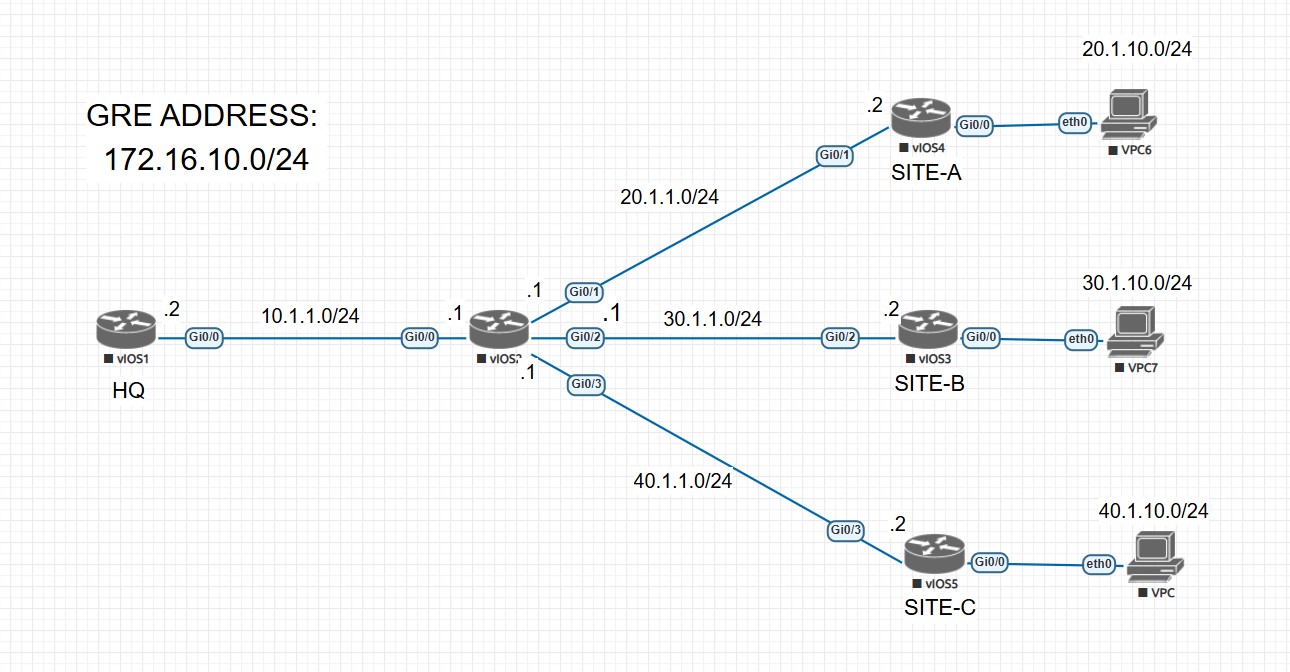 20.1.10.0/24
GRE ADDRESS:
172.16.10.0/24
.2
Gi0/0
eth0
vIOS4
VPC6
Gi0/1
SITE-A
20.1.1.0/24
30.1.10.0/24
.1
Gi0/1
.2
10.1.1.0/24
.1
.1
30.1.1.0/24
.2
Gi0/0
Gi0/0
Gi0/2
Gi0/2
Gi0/0
eth0
vIOS1
vIOS2
vIOS3
VPC7
HQ
.1
Gi0/3
SITE-B
40.1.1.0/24
40.1.10.0/24
Gi0/3
.2
Gi0/0
eth0
vIOS5
VPC
SITE-C